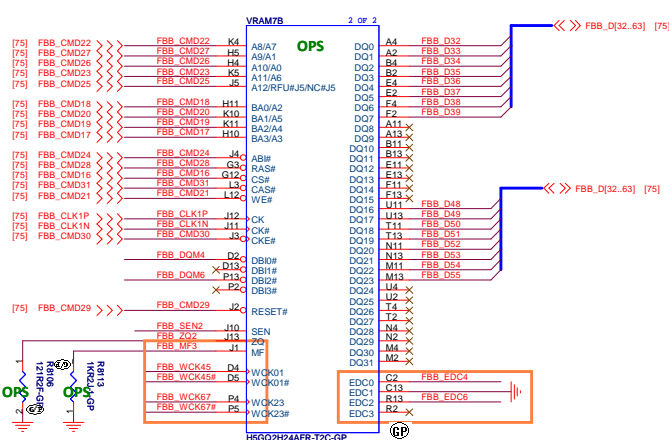 VRAM7B 2 OF 2
OPS
[75] FBB_CMD22 FBB_CMD22 K4 A8/A7 DQ0 A4 FBB_D32
[75] FBB_CMD27 FBB_CMD27 H5 A9/A1 DQ1 A2 FBB_D33
[75] FBB_CMD26 FBB_CMD26 H4 A10/A0 DQ2 B4 FBB_D34
[75] FBB_CMD23 FBB_CMD23 K5 A11/A6 DQ3 B2 FBB_D35
[75] FBB_CMD25 FBB_CMD25 J5 A12/RFU#J5/NC#J5 DQ4 E4 FBB_D36
DQ5 E2 FBB_D37
[75] FBB_CMD18 FBB_CMD18 H11 BA0/A2 DQ6 F4 FBB_D38
[75] FBB_CMD20 FBB_CMD20 K10 BA1/A5 DQ7 F2 FBB_D39
[75] FBB_CMD19 FBB_CMD19 K11 BA2/A4 DQ8 A11
[75] FBB_CMD17 FBB_CMD17 H10 BA3/A3 DQ9 A13
DQ10 B11
[75] FBB_CMD24 FBB_CMD24 J4 ABI# DQ11 B13
[75] FBB_CMD28 FBB_CMD28 G3 RAS# DQ12 E11
[75] FBB_CMD16 FBB_CMD16 G12 CS# DQ13 E13
[75] FBB_CMD31 FBB_CMD31 L3 CAS# DQ14 F11
[75] FBB_CMD21 FBB_CMD21 L12 WE# DQ15 F13
DQ16 U11 FBB_D48
[75] FBB_CLK1P FBB_CLK1P J12 CK DQ17 U13 FBB_D49
[75] FBB_CLK1N FBB_CLK1N J11 CK# DQ18 T11 FBB_D50
[75] FBB_CMD30 FBB_CMD30 J3 CKE# DQ19 T13 FBB_D51
DQ20 N11 FBB_D52
FBB_DQM4 D2 DBI0# DQ21 N13 FBB_D53
D13 DBI1# DQ22 M11 FBB_D54
FBB_DQM6 P13 DBI2# DQ23 M13 FBB_D55
P2 DBI3# DQ24 U4
DQ25 U2
[75] FBB_CMD29 FBB_CMD29 J2 RESET# DQ26 T4
DQ27 T2
FBB_SEN2 J10 SEN DQ28 N4
FBB_ZQ2 J13 ZQ DQ29 N2
FBB_MF3 J1 MF DQ30 M4
DQ31 M2
FBB_WCK45 D4 WCK01
FBB_WCK45# D5 WCK01#
EDC0 C2 FBB_EDC4
EDC1 C13
FBB_WCK67 P4 WCK23 EDC2 R13 FBB_EDC6
FBB_WCK67# P5 WCK23# EDC3 R2
FBB_D[32..63] [75]
FBB_D[32..63] [75]
1
R8106
OPS
2
R8113
1KR2J-1-GP
OPS
1
GP
H5GQ2H24AFR-T2C-GP